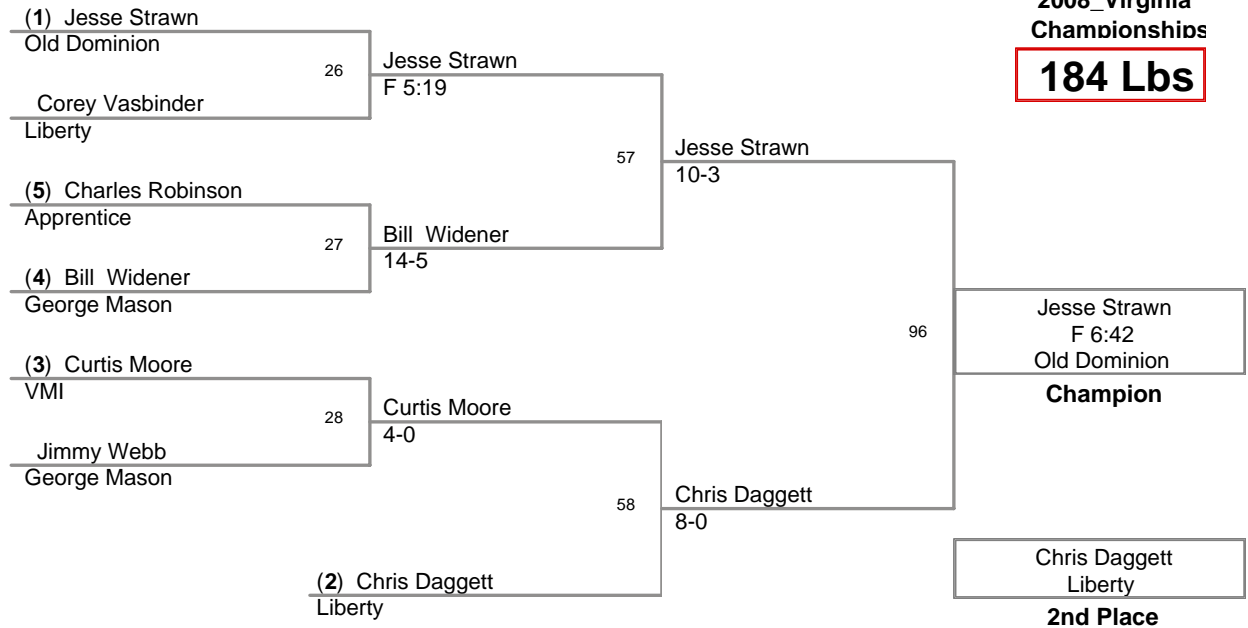 2008_Virginia
Championships
184 Lbs
(1) Jesse Strawn
Old Dominion
26
Corey Vasbinder
Liberty
Jesse Strawn
F 5:19
57
(5) Charles Robinson
Apprentice
27
(4) Bill Widener
George Mason
Bill Widener
14-5
Jesse Strawn
10-3
96
(3) Curtis Moore
VMI
28
Jimmy Webb
George Mason
Curtis Moore
4-0
58
(2) Chris Daggett
Liberty
Chris Daggett
8-0
Jesse Strawn
F 6:42
Old Dominion
Champion
Chris Daggett
Liberty
2nd Place